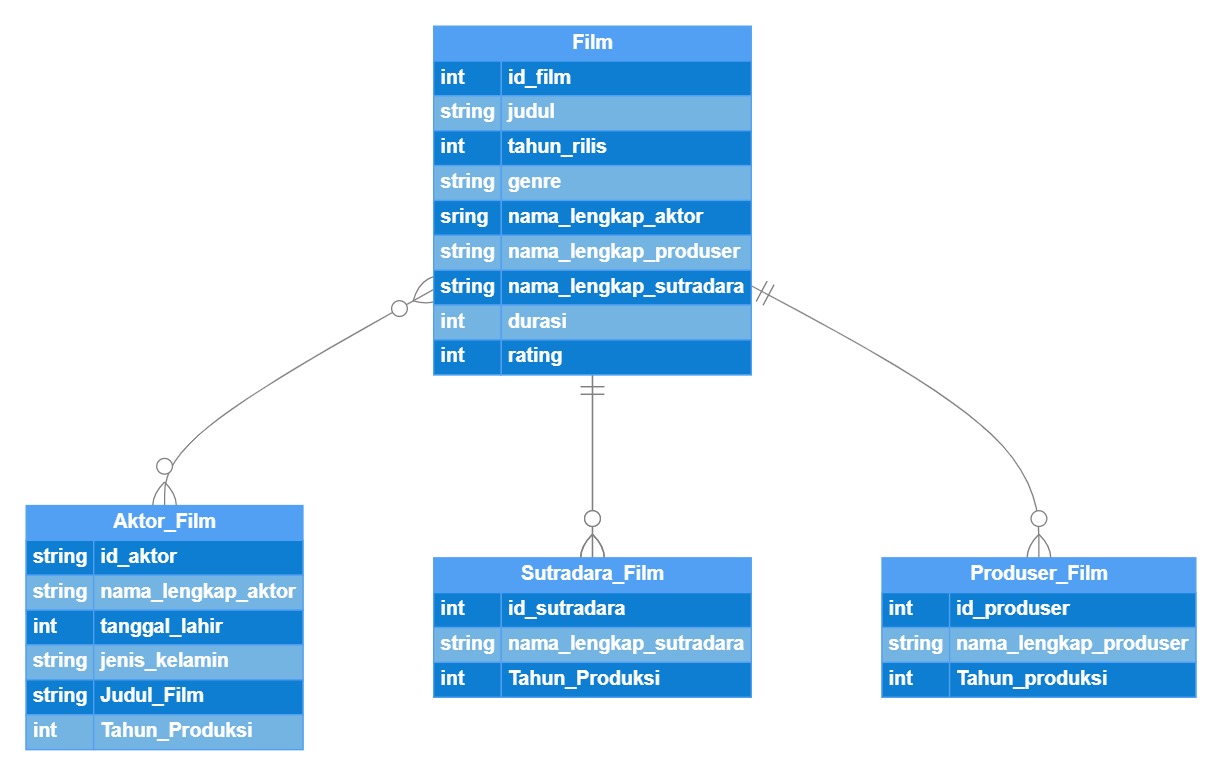 Film
int id_film
string judul
int tahun_rilis
string genre
sring nama_lengkap_aktor
string nama_lengkap_produser
string nama_lengkap_sutradara
int durasi
int rating
Aktor_Film
string id_aktor
string nama_lengkap_aktor
int tanggal_lahir
string jenis_kelamin
string Judul_Film
int Tahun_Produksi
Sutradara_Film
int id_sutradara
string nama_lengkap_sutradara
int Tahun_Produksi
Produser_Film
int id_produser
string nama_lengkap_produser
int Tahun_produksi